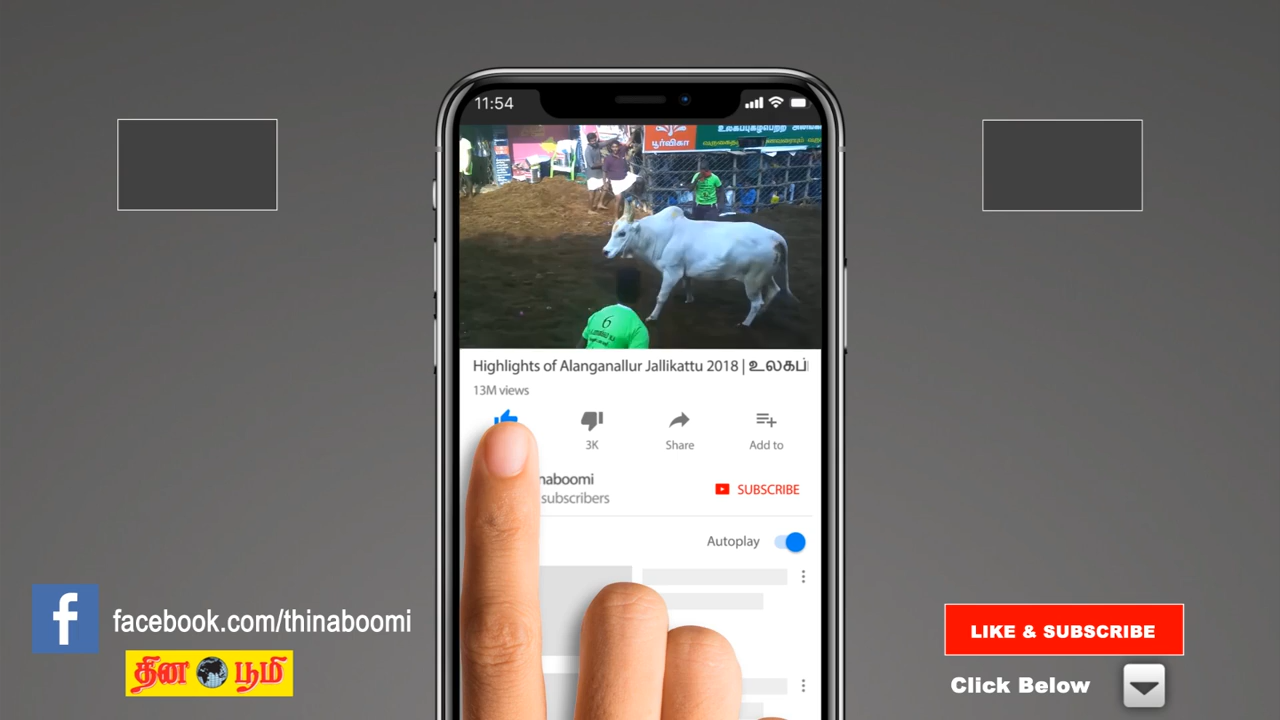 11:54
பூர்விகா
Highlights of Alanganallur Jallikattu 2018 | உலகப்
13M views
3K
Share
Add to
naboomi
subscribers
SUBSCRIBE
Autoplay
6
f
facebook.com/thinaboomi
தின பூமி
LIKE & SUBSCRIBE
Click Below